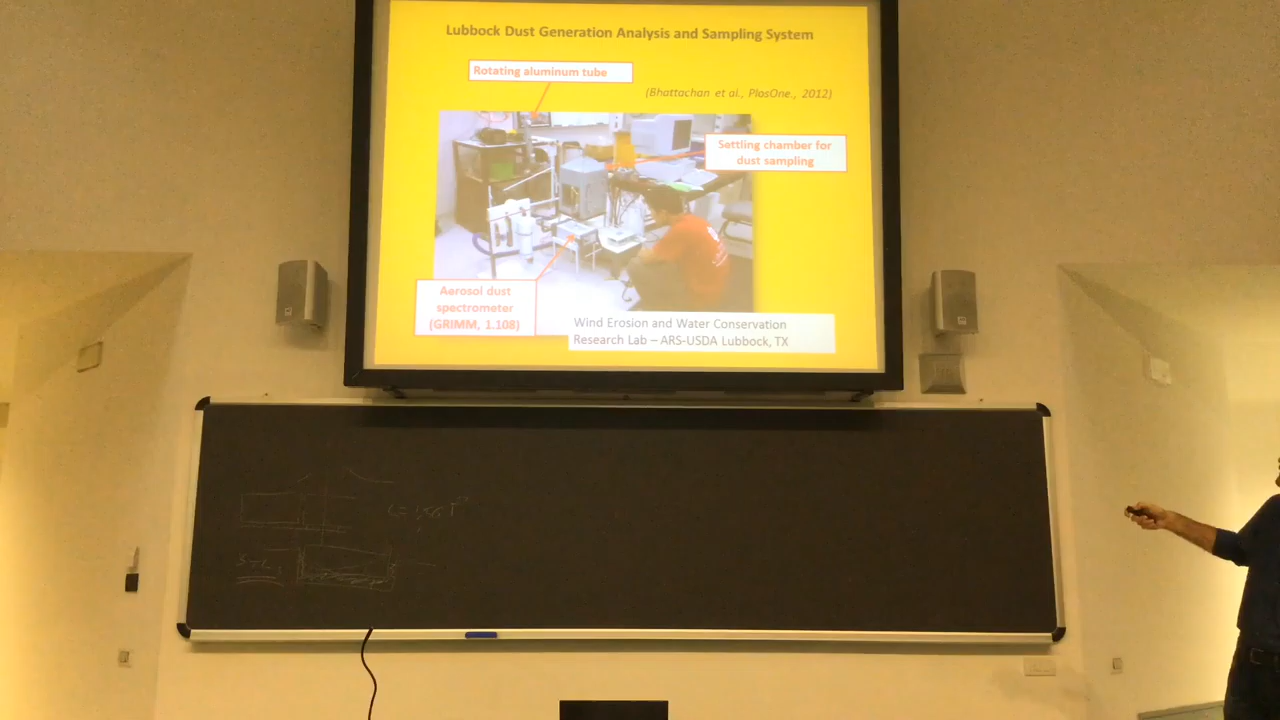 Lubbock Dust Generation Analysis and Sampling System
Rotating aluminum tube
(Bhattachan et al., PlosOne., 2012)
Settling chamber for
dust sampling
Aerosol dust
spectrometer
(GRIMM, 1.108)
Wind Erosion and Water Conservation
Research Lab – ARS-USDA Lubbock, TX